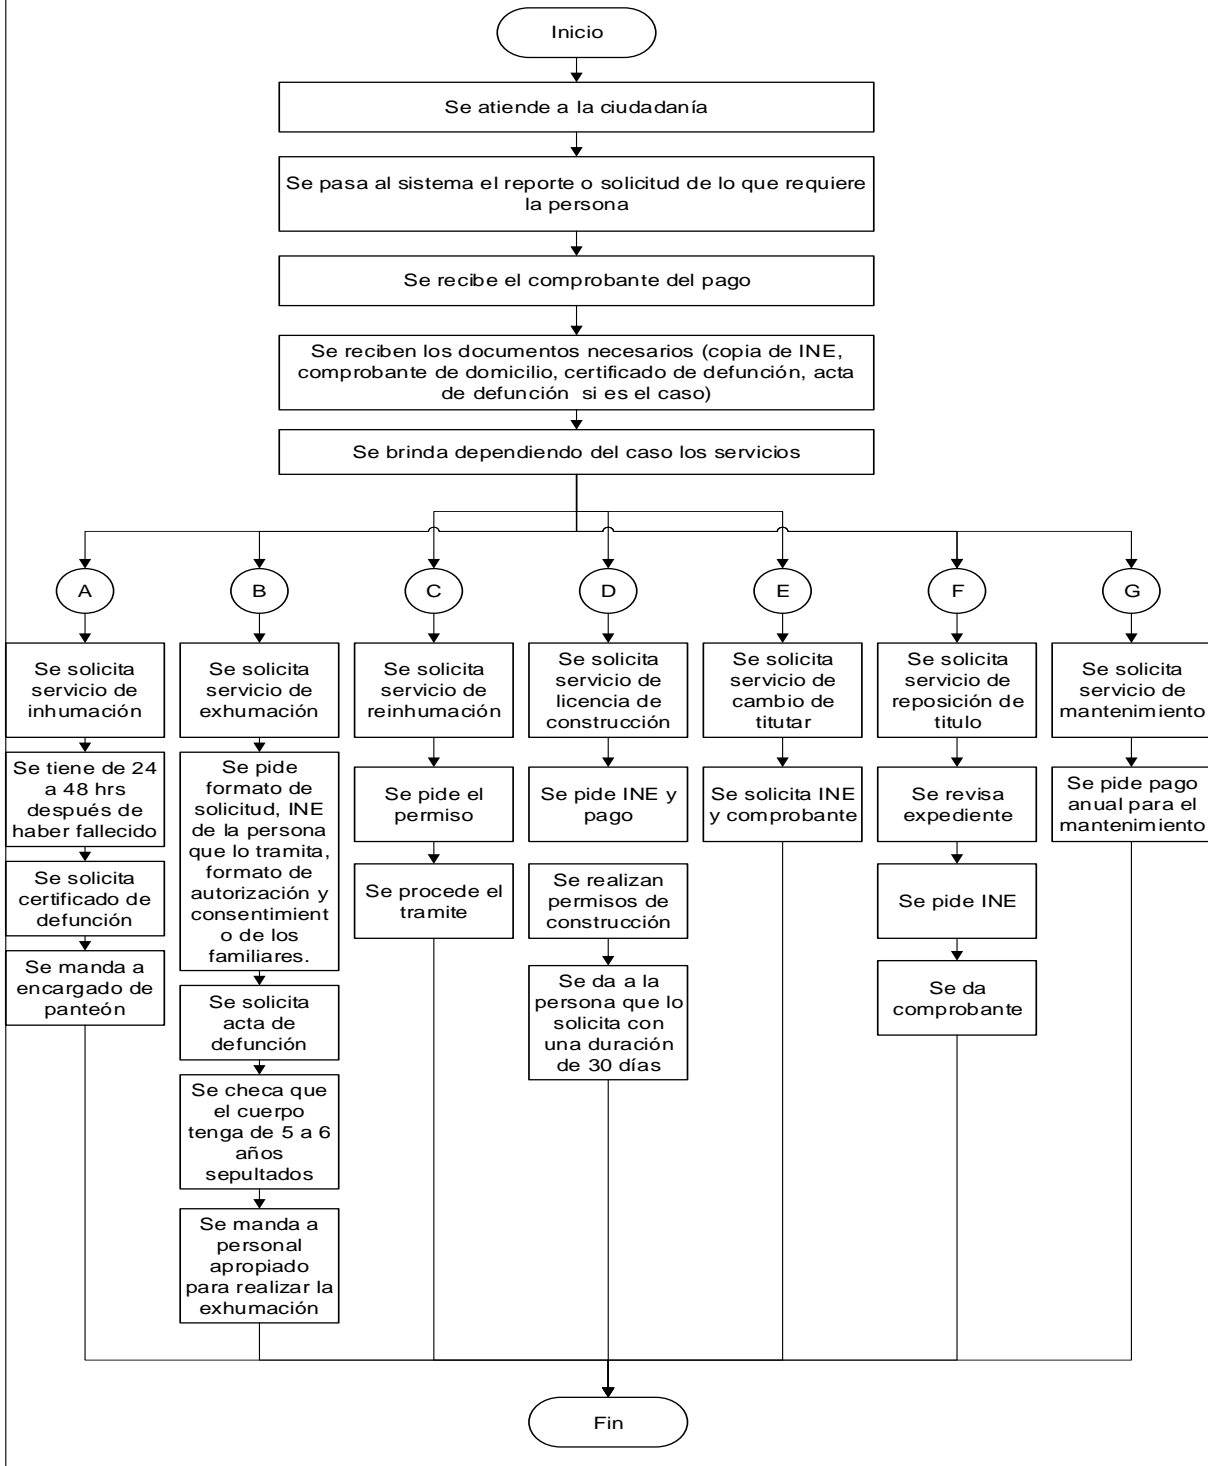 Inicio
Se atiende a la ciudadanía
Se pasa al sistema el reporte o solicitud de lo que requiere
la persona
Se recibe el comprobante del pago
Se reciben los documentos necesarios (copia de INE,
comprobante de domicilio, certificado de defunción, acta
de defunción  si es el caso)
Se brinda dependiendo del caso los servicios
A
B
C
D
E
F
G
Se solicita
servicio de
inhumación
Se tiene de 24
a 48 hrs
después de
haber fallecido
Se solicita
certificado de
defunción
Se manda a
encargado de
panteón
Se solicita
servicio de
exhumación
Se pide
formato de
solicitud, INE
de la persona
que lo tramita,
formato de
autorización y
consentimient
o de los
familiares.
Se solicita
acta de
defunción
Se checa que
el cuerpo
tenga de 5 a 6
años
sepultados
Se manda a
personal
apropiado
para realizar la
exhumación
Se solicita
servicio de
reinhumación
Se pide el
permiso
Se procede el
tramite
Se solicita
servicio de
licencia de
construcción
Se pide INE y
pago
Se realizan
permisos de
construcción
Se da a la
persona que lo
solicita con
una duración
de 30 días
Se solicita
servicio de
cambio de
titutar
Se solicita INE
y comprobante
Se solicita
servicio de
reposición de
titulo
Se revisa
expediente
Se pide INE
Se da
comprobante
Se solicita
servicio de
mantenimiento
Se pide pago
anual para el
mantenimiento
Fin